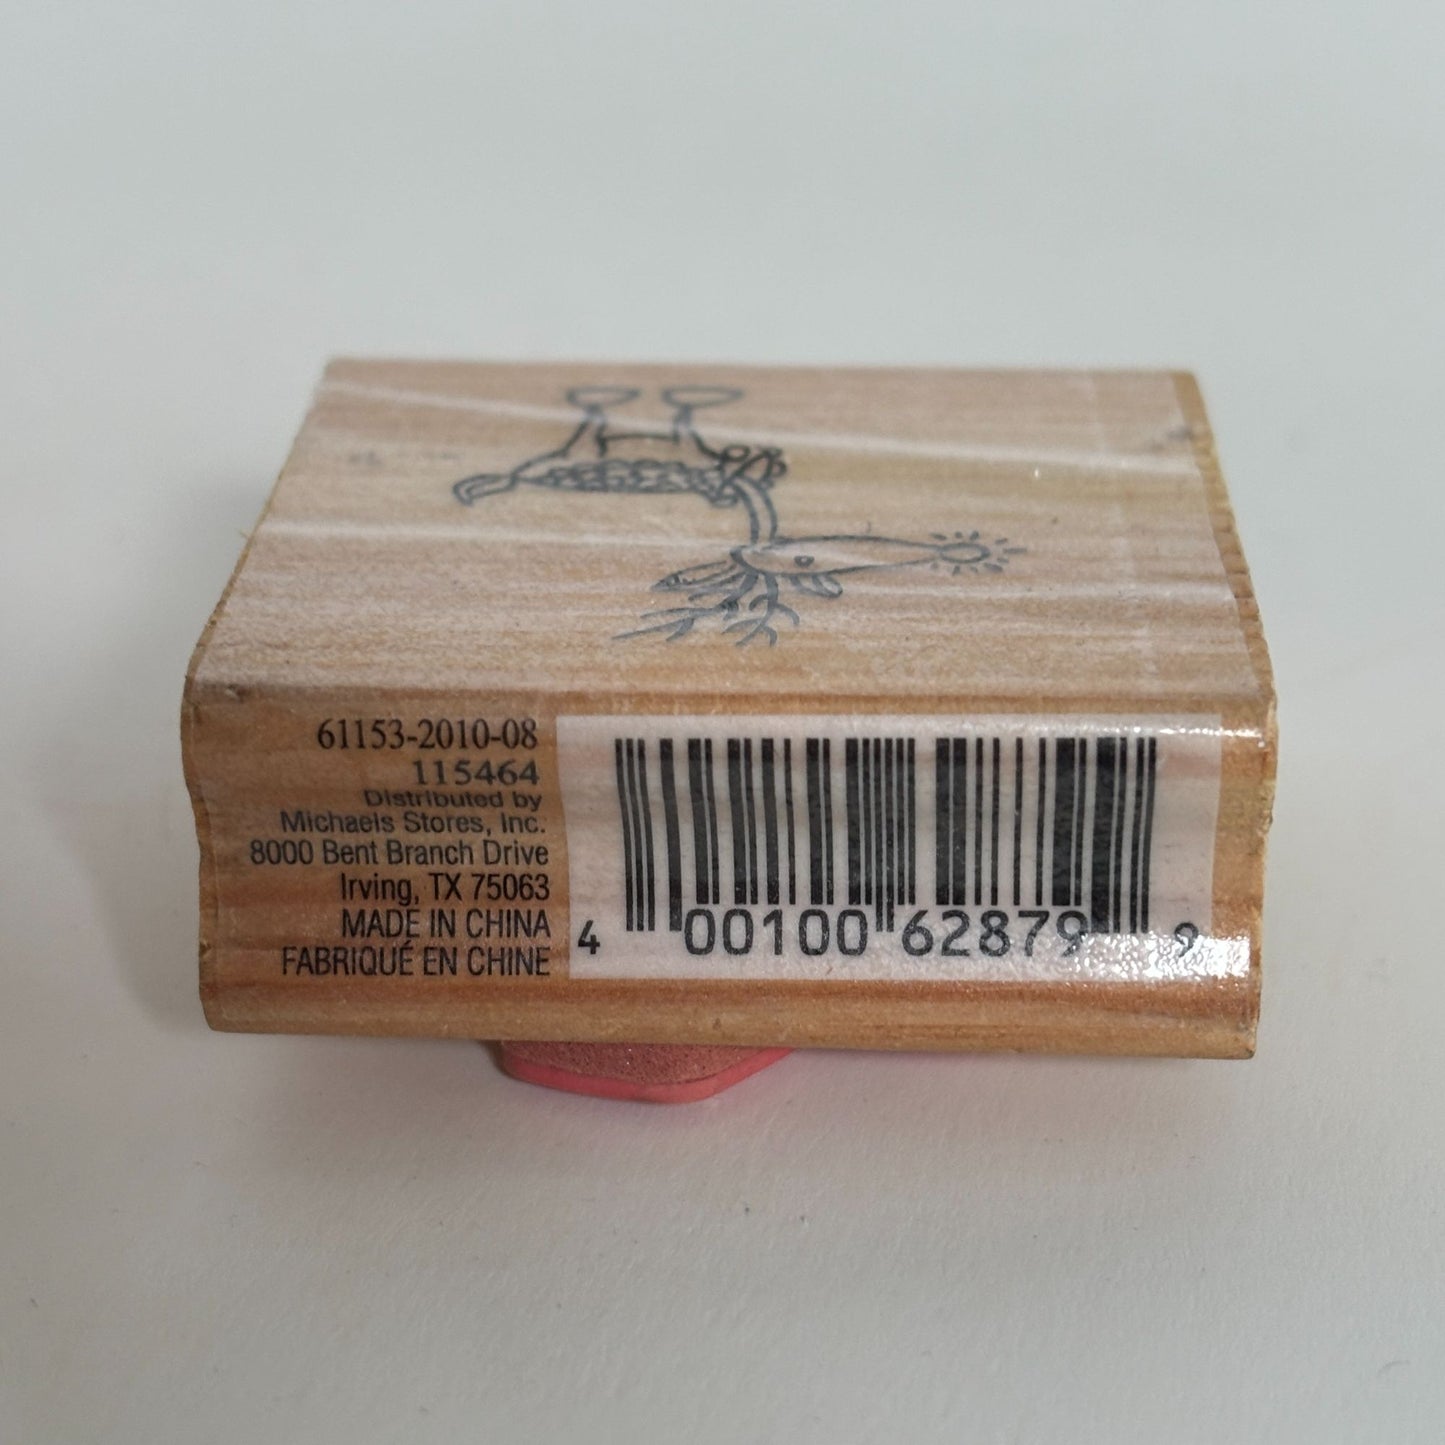 61153-2010-08
115464
Distributed by
Michaels Stores, Inc.
8000 Bent Branch Drive
Irving, TX 75063
MADE IN CHINA
FABRIQUÉ EN CHINE
4 00100 62879 9